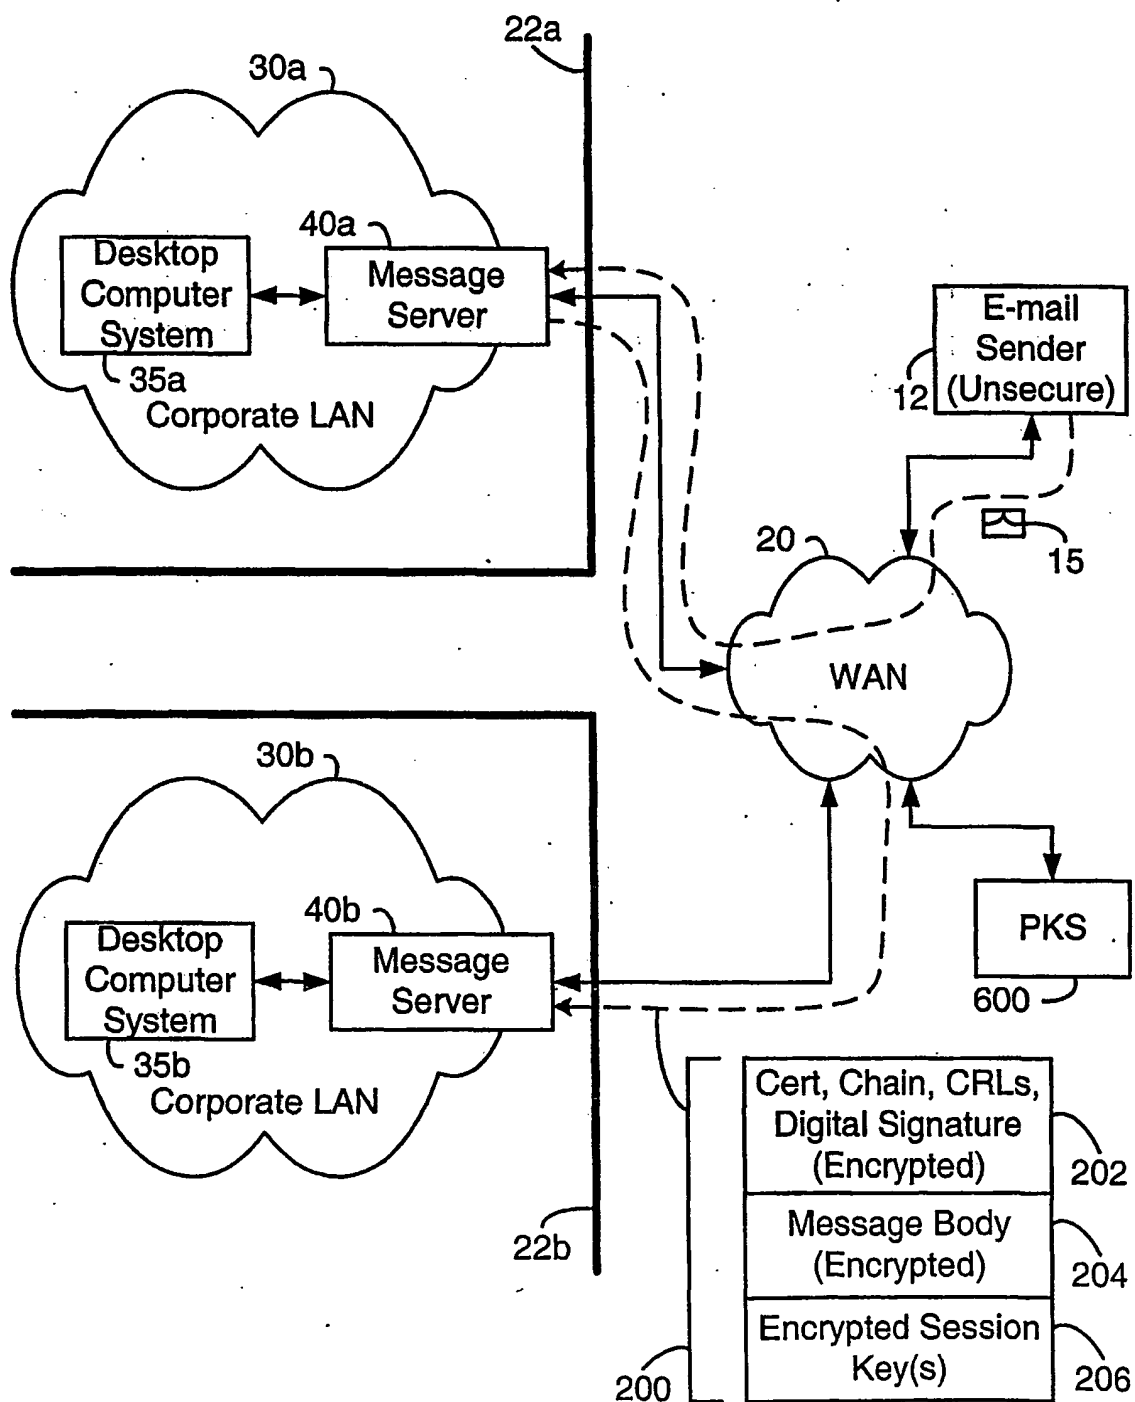 22a
30a
40a
Desktop
Computer
System
Message
Server
35a
Corporate LAN
E-mail
Sender
(Unsecure)
12
15
20
WAN
30b
40b
Desktop
Computer
System
Message
Server
35b
Corporate LAN
22b
PKS
600
Cert, Chain, CRLs,
Digital Signature
(Encrypted)
202
Message Body
(Encrypted)
204
Encrypted Session
Key(s)
206
200